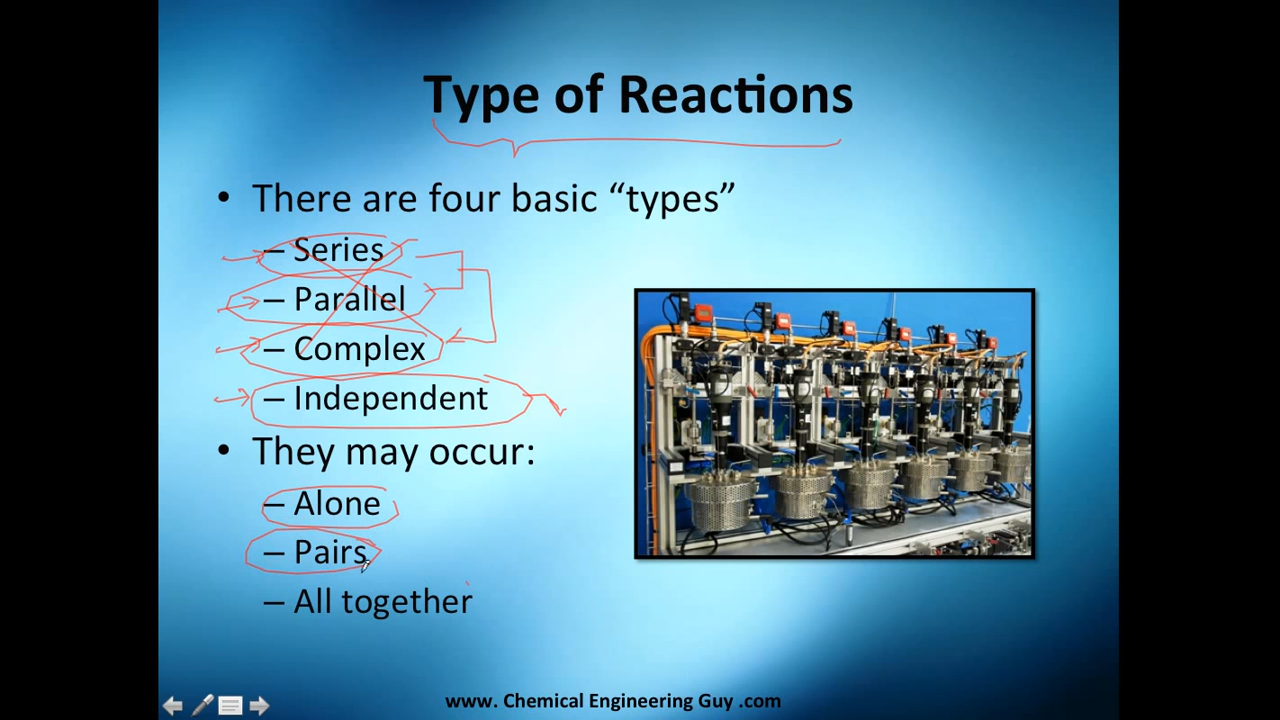 Type of Reactions
• There are four basic “types”
– Series
– Parallel
– Complex
– Independent
• They may occur:
– Alone
– Pairs
– All together
www. Chemical Engineering Guy .com